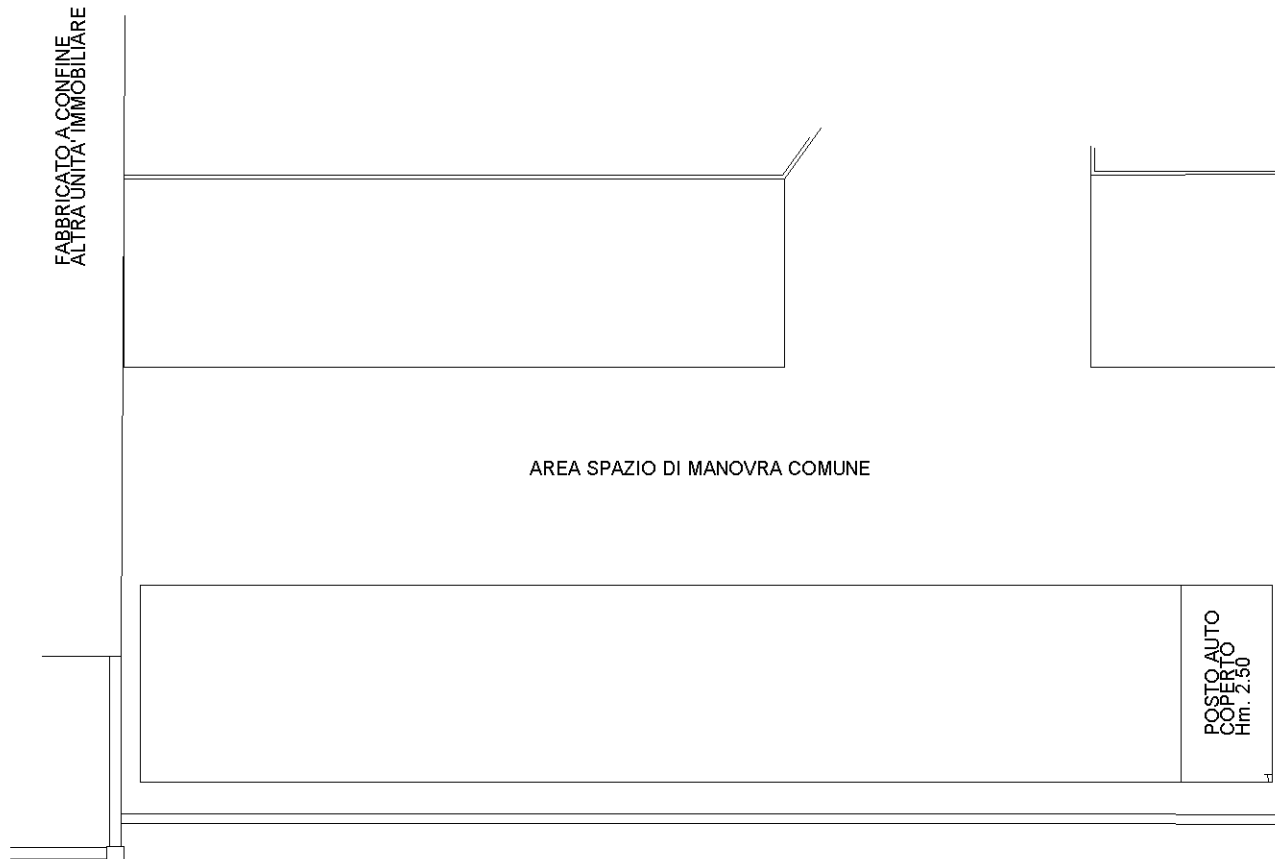 FABBRICATO A CONFINE
ALTRA UNITA' IMMOBILIARE
AREA SPAZIO DI MANOVRA COMUNE
POSTO AUTO
COPERTO
Hm. 2.50